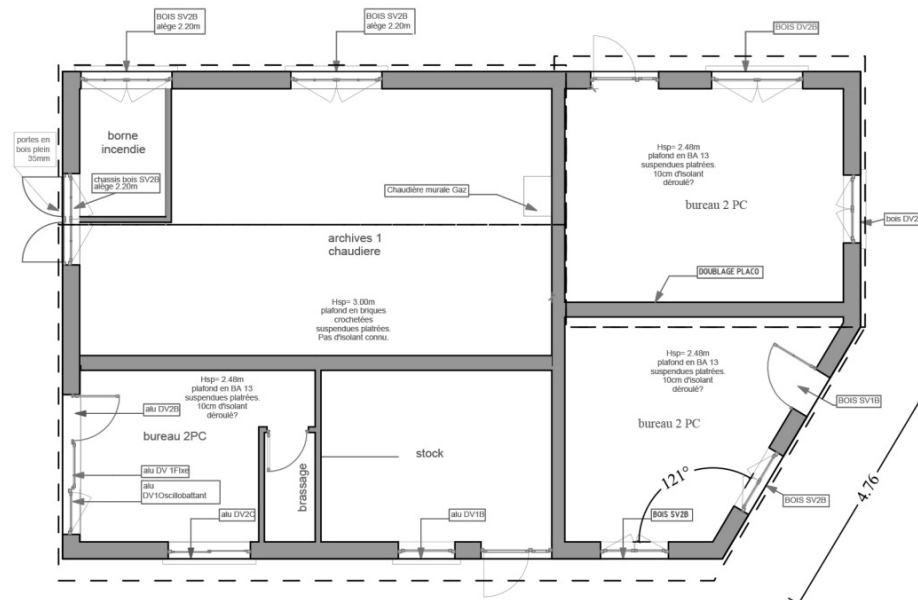 BOIS SV2B
alège 2.20m
BOIS SV2B
alège 2.20m
BOIS DV2B
portes en
bois plein
35mm
borne
incendie
chassis bois SV2B
alège 2.20m
Chaudière murale Gaz
Hsp= 2.48m
plafond en BA 13
suspendues platrées.
10cm d'isolant
déroulé?
bureau 2 PC
bois DV2
archives 1
chaudiere
DOUBLAGE PLACO
Hsp= 3.00m
plafond en briques
crochetées
suspendues platrées.
Pas d'isolant connu.
Hsp= 2.48m
plafond en BA 13
suspendues platrées.
10cm d'isolant
déroulé?
bureau 2 PC
BOIS SV1B
Hsp= 2.48m
plafond en BA 13
suspendues platrées.
10cm d'isolant
déroulé?
alu DV2B
bureau 2PC
stock
brassage
alu DV 1Fixe
alu
DV1Oscillobattant
121°
4.76
BOIS SV2B
alu DV2C
alu DV1B
BOIS SV2B